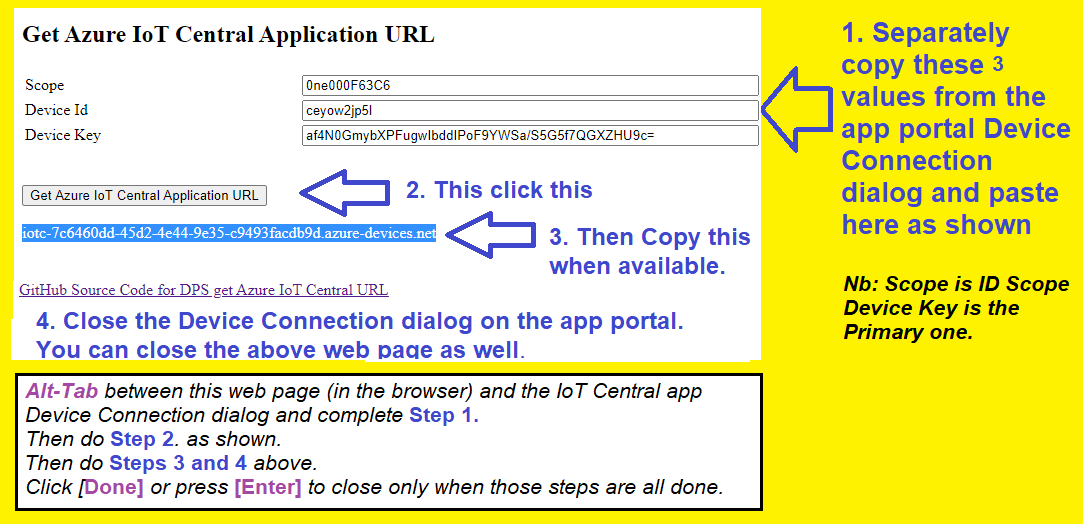 Get Azure IoT Central Application URL
Scope
0ne000F63C6
Device Id
ceyow2jp5l
Device Key
af4N0GmybXPFugwlbddlPoF9YWSa/S5G5f7QGXZHU9c=
Get Azure IoT Central Application URL
iotc-7c6460dd-45d2-4e44-9e35-c9493facdb9d.azure-devices.net
GitHub Source Code for DPS get Azure IoT Central URL
1. Separately
copy these 3
values from the
app portal Device
Connection
dialog and paste
here as shown
2. This click this
3. Then Copy this
when available.
Nb: Scope is ID Scope
Device Key is the
Primary one.
4. Close the Device Connection dialog on the app portal.
You can close the above web page as well.
Alt-Tab between this web page (in the browser) and the IoT Central app
Device Connection dialog and complete Step 1.
Then do Step 2. as shown.
Then do Steps 3 and 4 above.
Click [Done] or press [Enter] to close only when those steps are all done.